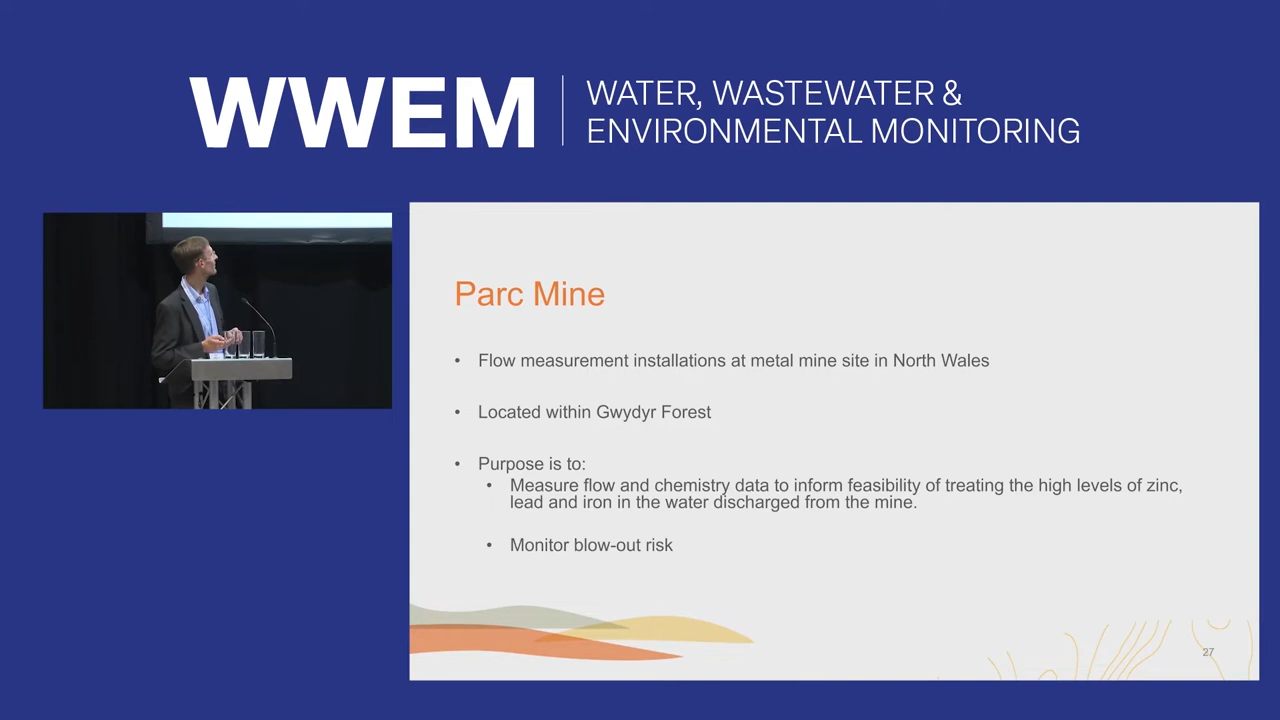 WWEM
WATER, WASTEWATER &
ENVIRONMENTAL MONITORING
Parc Mine
• Flow measurement installations at metal mine site in North Wales
• Located within Gwydyr Forest
• Purpose is to:
• Measure flow and chemistry data to inform feasibility of treating the high levels of zinc,
lead and iron in the water discharged from the mine.
• Monitor blow-out risk
27